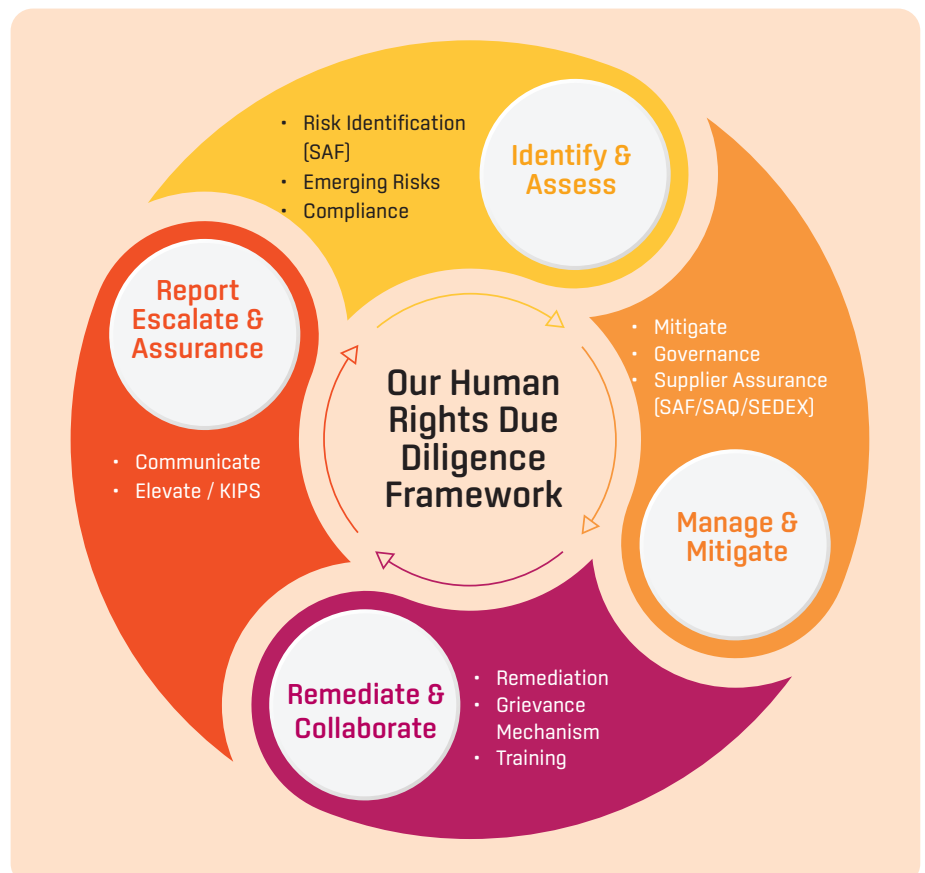 Our Human
Rights Due
Diligence
Framework
Identify &
Assess
• Risk Identification
(SAF)
• Emerging Risks
• Compliance
Manage &
Mitigate
• Mitigate
• Governance
• Supplier Assurance
(SAF/SAQ/SEDEX)
Remediate &
Collaborate
• Remediation
• Grievance
Mechanism
• Training
Report
Escalate &
Assurance
• Communicate
• Elevate / KIPS